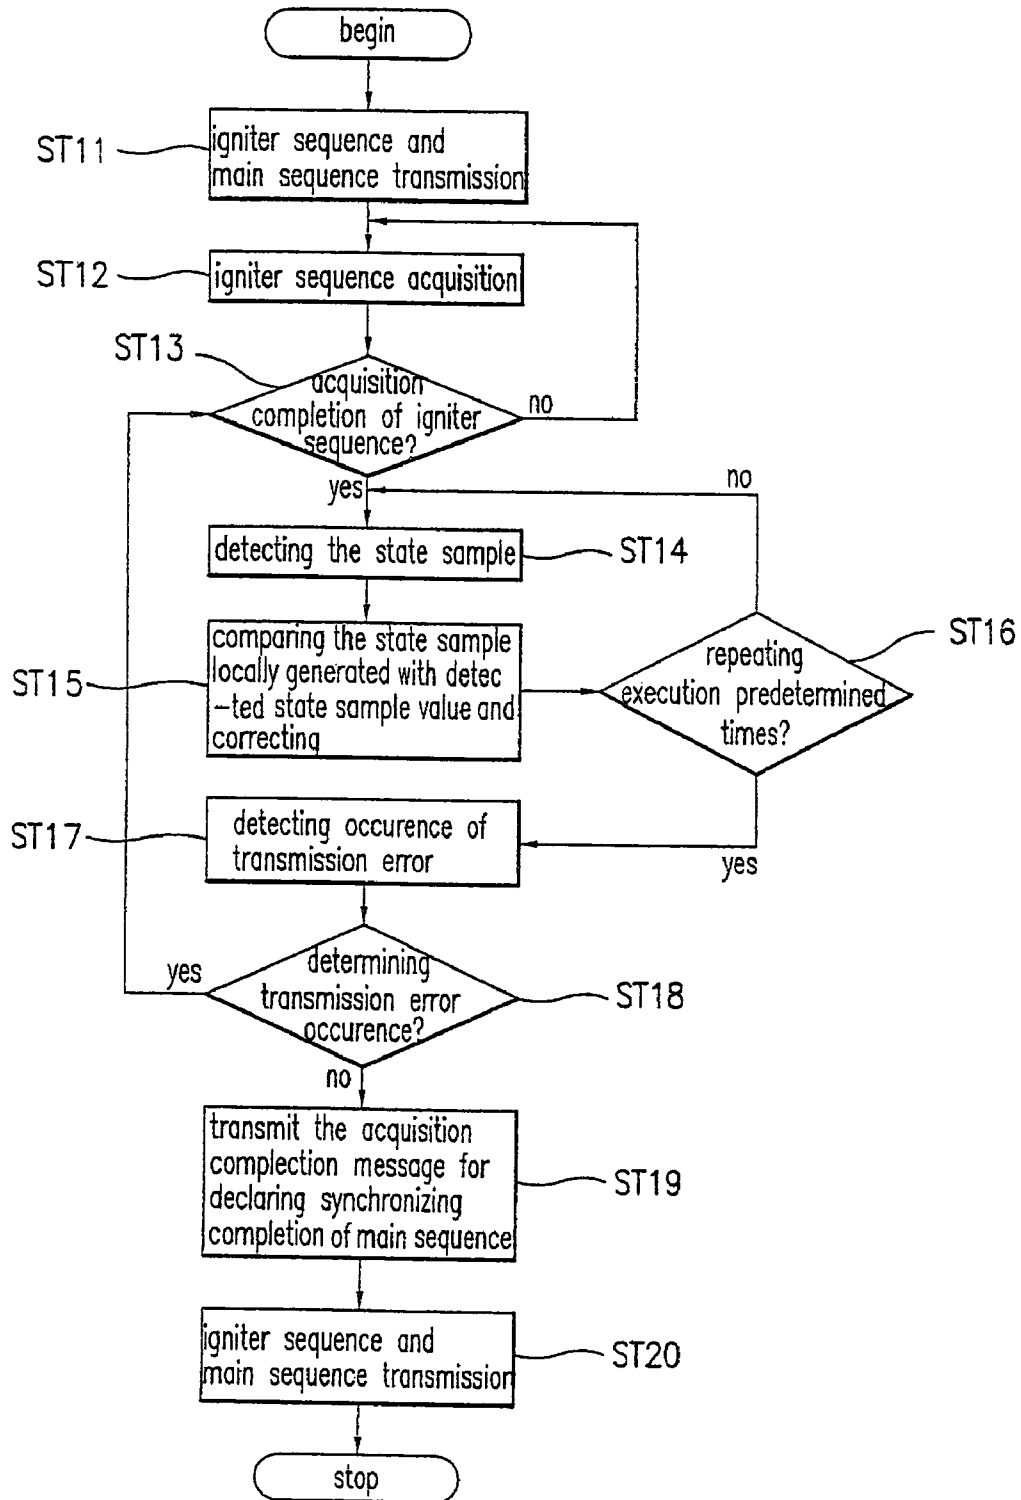 begin
ST11
igniter sequence and
main sequence transmission
ST12
igniter sequence acquisition
ST13
acquisition
completion of igniter
sequence?
no
yes
no
detecting the state sample
ST14
comparing the state sample
locally generated with detec
-ted state sample value and
correcting
ST15
repeating
execution predetermined
times?
ST16
yes
ST17
detecting occurence of
transmission error
yes
determining
transmission error
occurence?
ST18
no
transmit the acquisition
complection message for
declaring synchronizing
completion of main sequence
ST19
igniter sequence and
main sequence transmission
ST20
stop